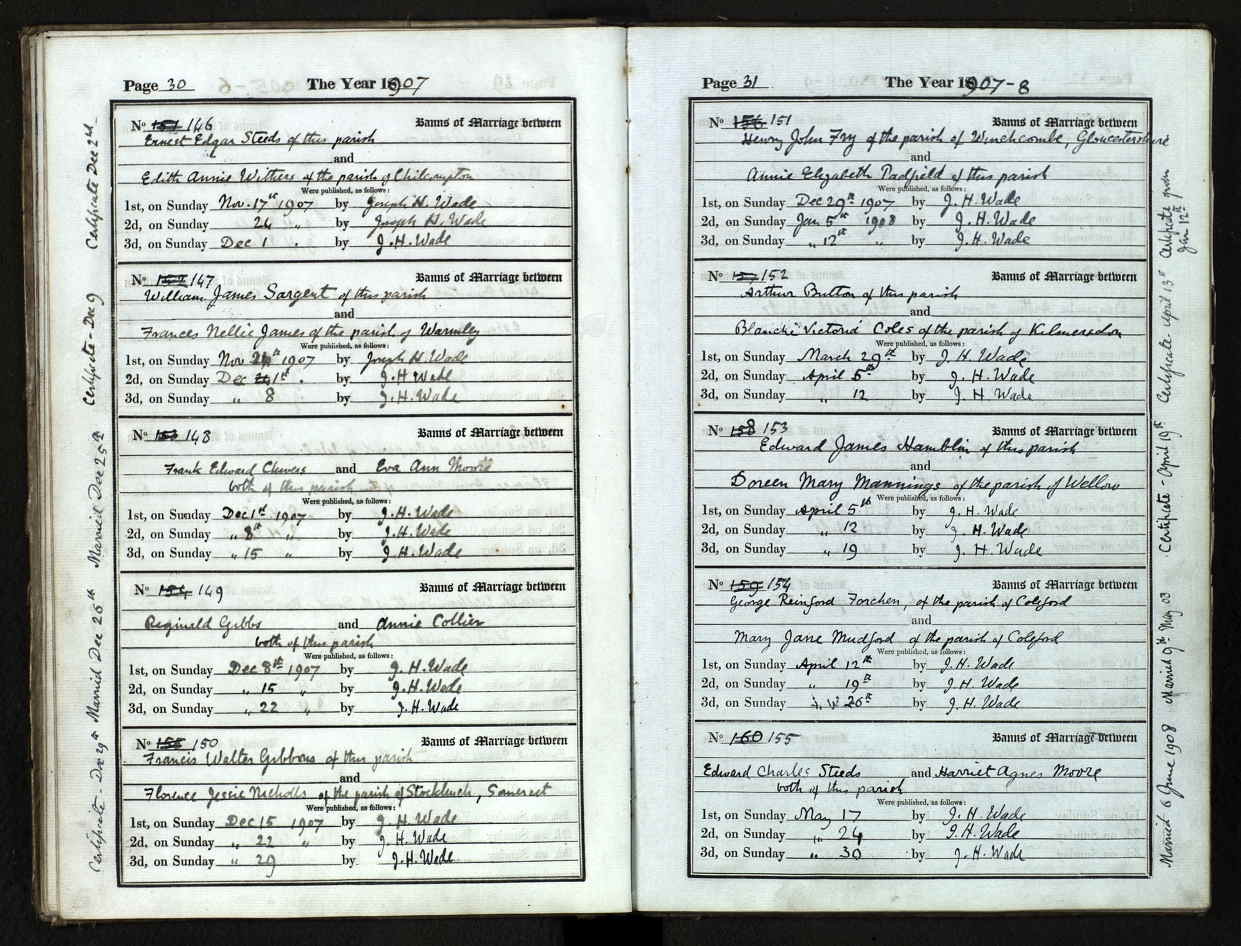 Page 30 The Year 1907
No 151 146 Banns of Marriage between
Ernest Edgar Steeds of this parish
and
Edith Annie Withers of the parish of Chilcompton
Were published, as follows:
1st, on Sunday Nov. 17th 1907 by Joseph H. Wade
2d, on Sunday 24 " by Joseph H. Wade
3d, on Sunday Dec 1 . by J. H. Wade
No 152 147 Banns of Marriage between
William James Sargent of this parish
and
Frances Nellie James of the parish of Warmley
Were published, as follows:
1st, on Sunday Nov 24th 1907 by Joseph H. Wade
2d, on Sunday Dec 1st . by J. H. Wade
3d, on Sunday " 8 by J. H. Wade
No 153 148 Banns of Marriage between
Frank Edward Chivers and Eva Ann Moore
both of this parish
Were published, as follows:
1st, on Sunday Dec 1st 1907 by J. H. Wade
2d, on Sunday " 8th " by J. H. Wade
3d, on Sunday " 15 " by J. H. Wade
No 154 149 Banns of Marriage between
Reginald Gibbs and Annie Collier
both of this parish
Were published, as follows:
1st, on Sunday Dec 8th 1907 by J. H. Wade
2d, on Sunday " 15 " by J. H. Wade
3d, on Sunday " 22 " by J. H. Wade
No 155 150 Banns of Marriage between
Francis Walter Gibbons of this parish
and
Florence Jessie Nicholls of the parish of Stocklinch, Somerset
Were published, as follows:
1st, on Sunday Dec 15 1907 by J. H. Wade
2d, on Sunday " 22 " by J. H. Wade
3d, on Sunday " 29 by J. H. Wade
Certificate Dec 2nd
Certificate - Dec 9
Married Dec 25th
Married Dec 26th
Certificate - Dec 29th
Page 31 The Year 1907-8
No 156 151 Banns of Marriage between
Henry John Fry of the parish of Winchcombe, Gloucestershire
and
Annie Elizabeth Padfield of this parish
Were published, as follows:
1st, on Sunday Dec 29th 1907 by J. H. Wade
2d, on Sunday Jan 5th 1908 by J. H. Wade
3d, on Sunday " 12th " by J. H. Wade
No 157 152 Banns of Marriage between
Arthur Button of this parish
and
Blanche Victoria Coles of the parish of Kilmersdon
Were published, as follows:
1st, on Sunday March 29th by J. H. Wade
2d, on Sunday April 5th by J. H. Wade
3d, on Sunday " 12 by J. H. Wade
No 158 153 Banns of Marriage between
Edward James Hamblin of this parish
and
Doreen Mary Mannings of the parish of Wellow
Were published, as follows:
1st, on Sunday April 5th by J. H. Wade
2d, on Sunday " 12 by J. H. Wade
3d, on Sunday " 19 by J. H. Wade
No 159 154 Banns of Marriage between
George Reinford Forchen, of the parish of Coleford
and
Mary Jane Mudford of the parish of Coleford
Were published, as follows:
1st, on Sunday April 12th by J. H. Wade
2d, on Sunday " 19th by J. H. Wade
3d, on Sunday " 26th by J. H. Wade
No 160 155 Banns of Marriage between
Edward Charles Steeds and Harriet Agnes Moore
both of this parish
Were published, as follows:
1st, on Sunday May 17 by J. H. Wade
2d, on Sunday " 24 by J. H. Wade
3d, on Sunday " 30 by J. H. Wade
Certificate given
Jan 12th
Certificate April 13th
Certificate - April 19th
Married 9th May 03
Married 6 June 1908